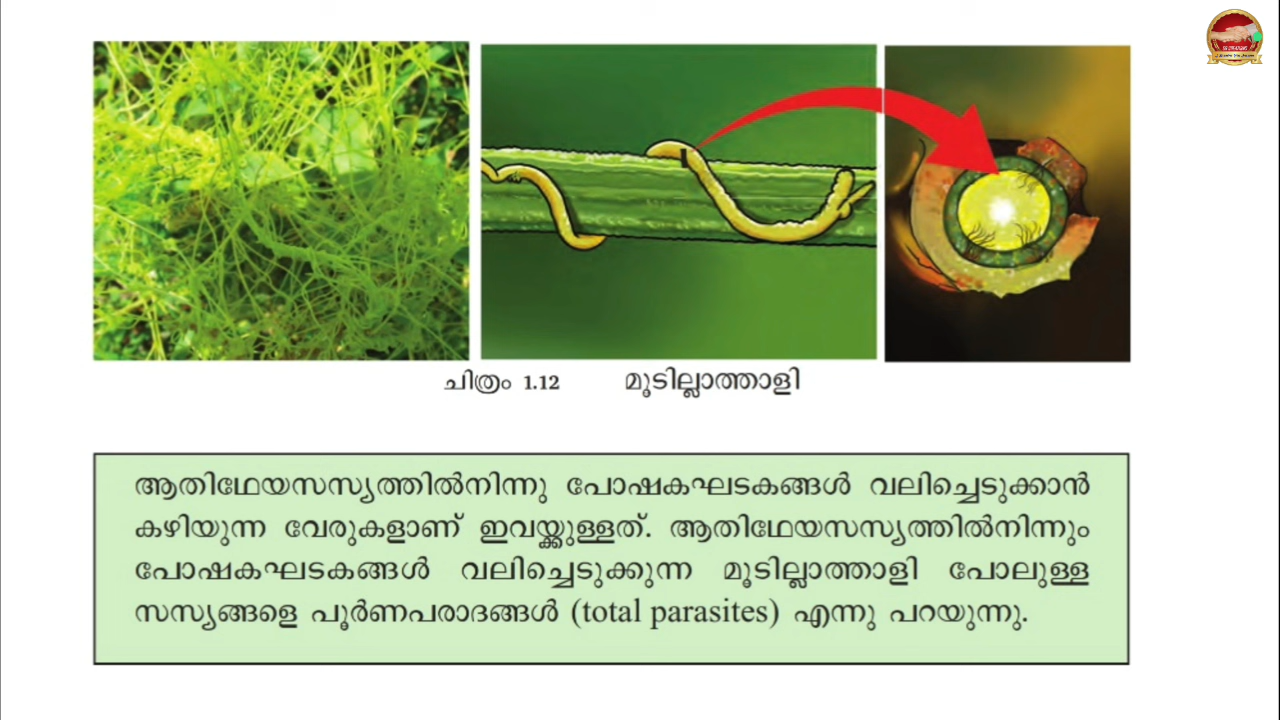 ചിത്രം 1.12 മൂടില്ലാത്താളി
ആതിഥേയസസ്യത്തിൽനിന്നു പോഷകഘടകങ്ങൾ വലിച്ചെടുക്കാൻ
കഴിയുന്ന വേരുകളാണ് ഇവയ്ക്കുള്ളത്. ആതിഥേയസസ്യത്തിൽനിന്നും
പോഷകഘടകങ്ങൾ വലിച്ചെടുക്കുന്ന മൂടില്ലാത്താളി പോലുള്ള
സസ്യങ്ങളെ പൂർണപരാദങ്ങൾ (total parasites) എന്നു പറയുന്നു.